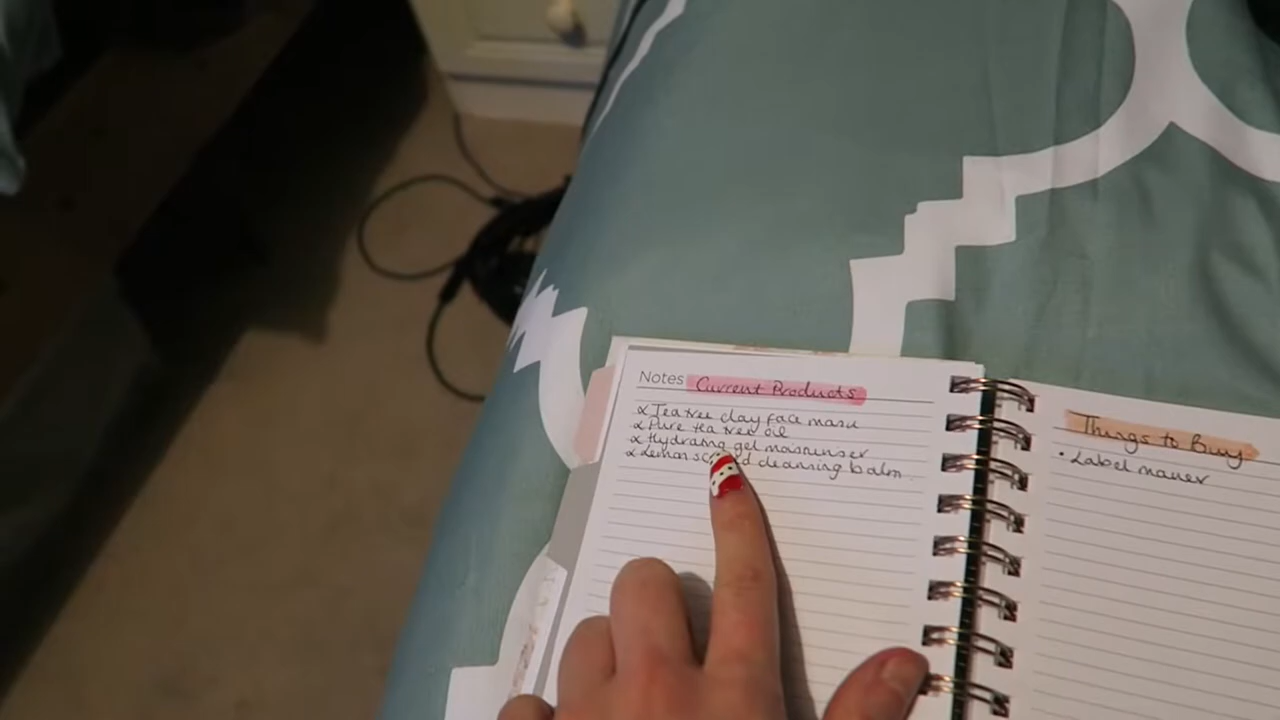 Notes Current Products
α Tea tree clay face mask
α Pure tea tree oil
α Hydrating gel moisturiser
α Lemon cleansing balm
Things to Buy
• Label maker